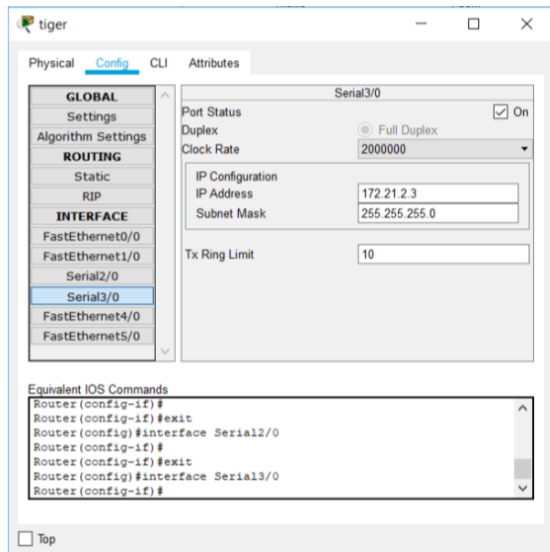 tiger
Physical Config CLI Attributes
GLOBAL
Settings
Algorithm Settings
ROUTING
Static
RIP
INTERFACE
FastEthernet0/0
FastEthernet1/0
Serial2/0
Serial3/0
FastEthernet4/0
FastEthernet5/0
Serial3/0
Port Status On
Duplex Full Duplex
Clock Rate 2000000
IP Configuration
IP Address 172.21.2.3
Subnet Mask 255.255.255.0
Tx Ring Limit 10
Equivalent IOS Commands
Router(config-if)#
Router(config-if)#exit
Router(config)#interface Serial2/0
Router(config-if)#
Router(config-if)#exit
Router(config)#interface Serial3/0
Router(config-if)#
Top